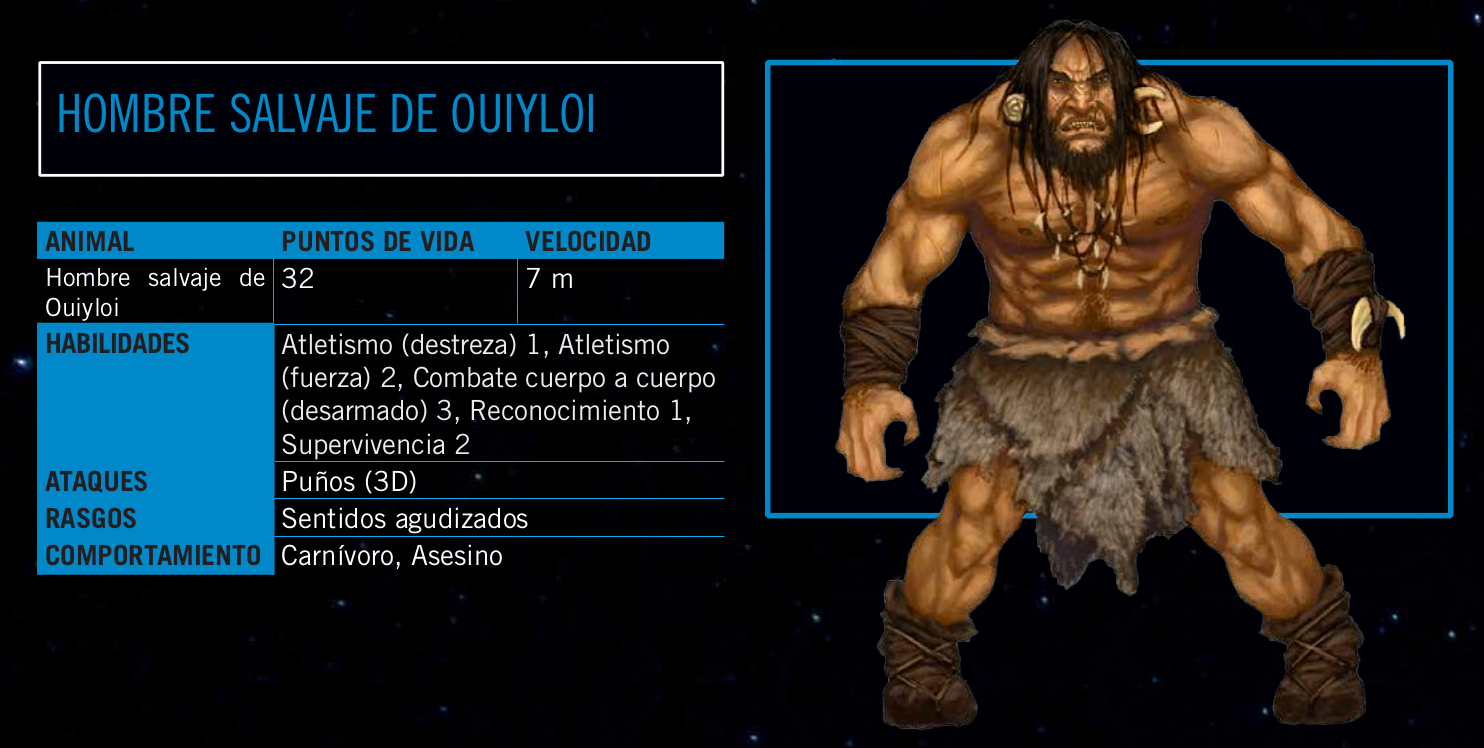 HOMBRE SALVAJE DE OUIYLOI
ANIMAL PUNTOS DE VIDA VELOCIDAD
Hombre salvaje de Ouiyloi 32 7 m
HABILIDADES Atletismo (destreza) 1, Atletismo
(fuerza) 2, Combate cuerpo a cuerpo
(desarmado) 3, Reconocimiento 1,
Supervivencia 2
ATAQUES Puños (3D)
RASGOS Sentidos agudizados
COMPORTAMIENTO Carnívoro, Asesino